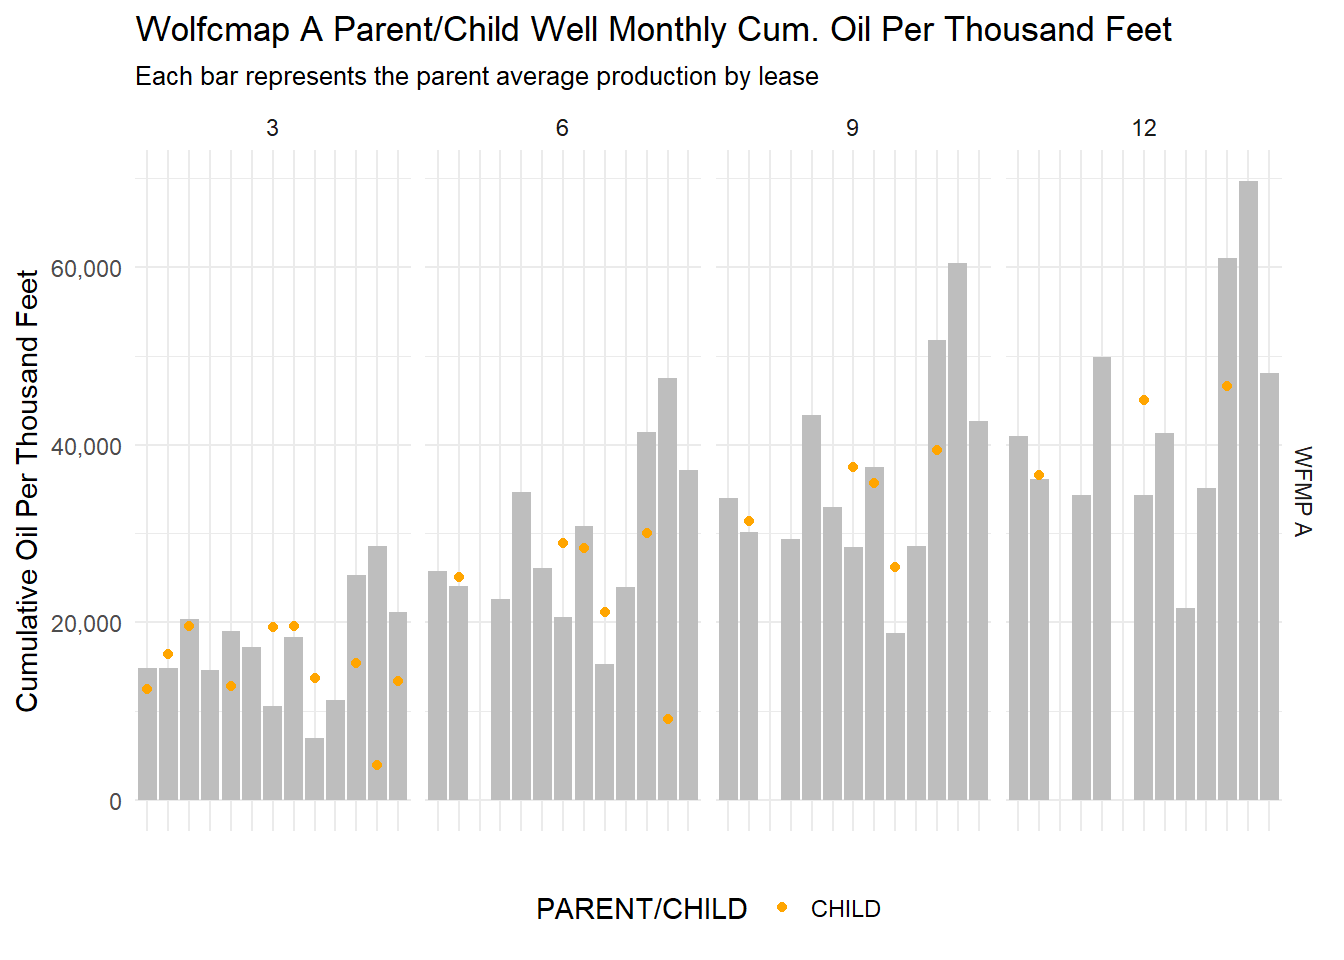 Wolfcmap A Parent/Child Well Monthly Cum. Oil Per Thousand Feet
Each bar represents the parent average production by lease
3 6 9 12
Cumulative Oil Per Thousand Feet
60,000
40,000
20,000
0
WFMP A
PARENT/CHILD CHILD